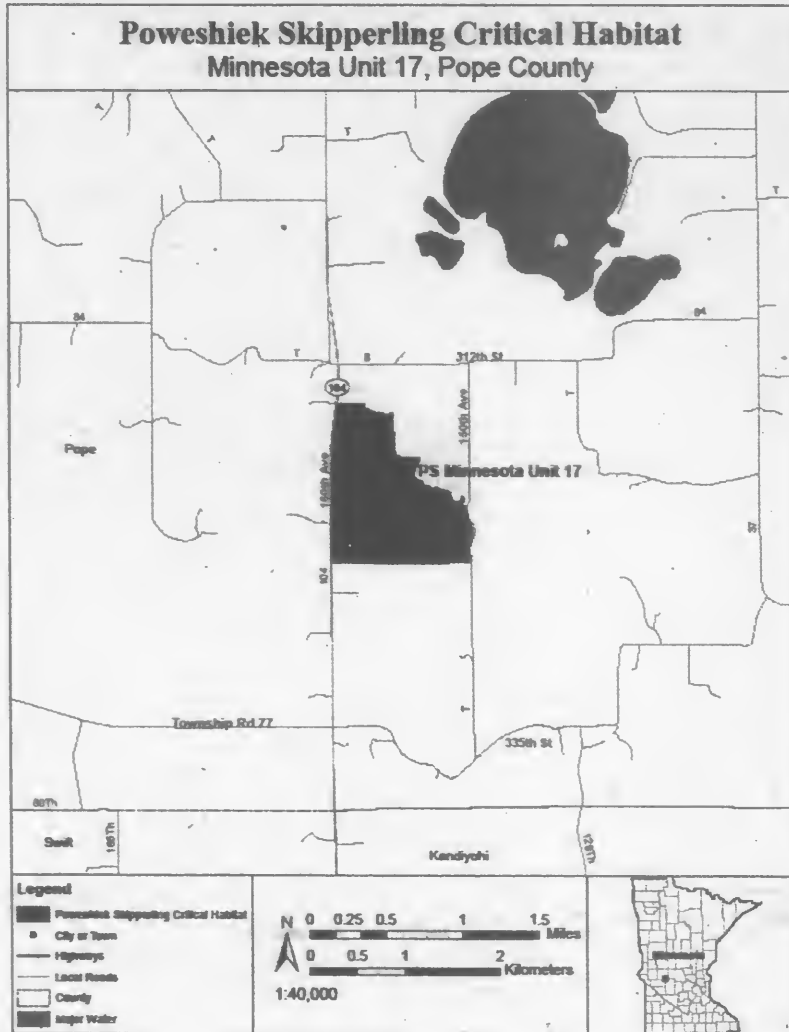 Poweshiek Skipperling Critical Habitat
Minnesota Unit 17, Pope County
A
A
T
T
84
84
T
8
312th St
104
T
Pope
160th Ave
PS Minnesota Unit 17
104
T
Township Rd 77
335th St
Swift
Kandiyohi
Legend
Poweshiek Skipperling Critical Habitat
City or Town
Highways
Local Roads
County
Major Water
N
0 0.25 0.5 1 1.5
Miles
0 0.5 1 2
Kilometers
1:40,000
Minnesota